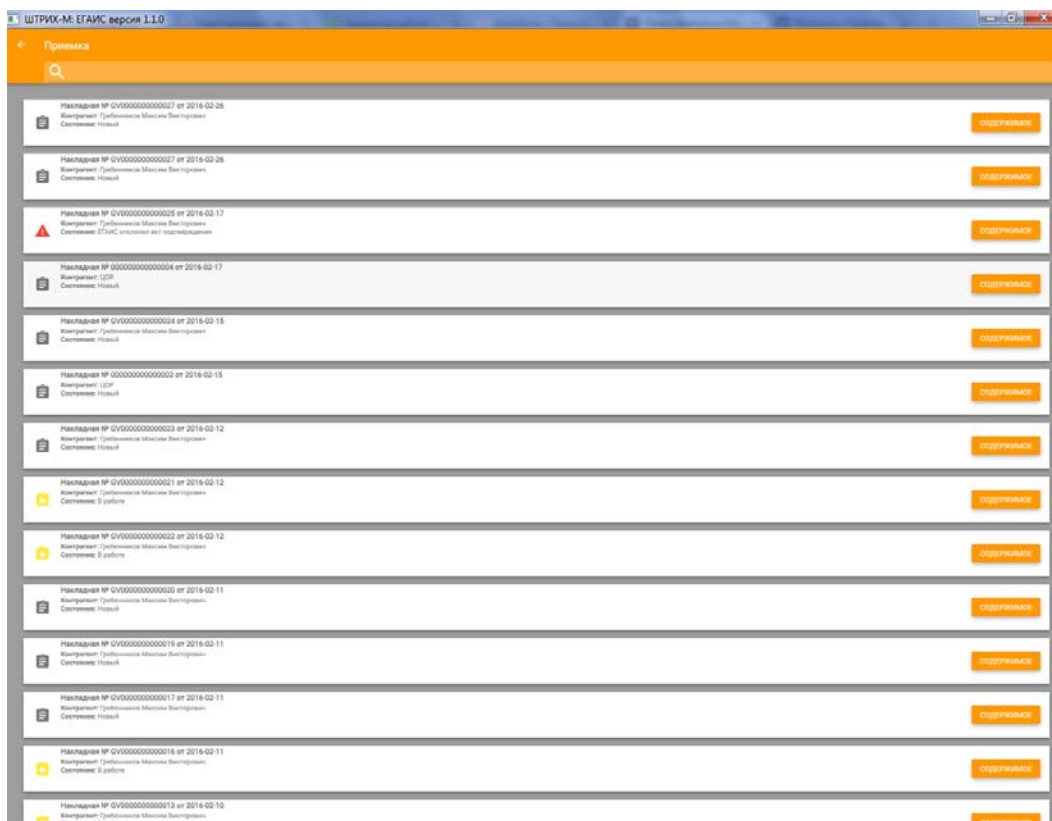 ШТРИХ-М: ЕГАИС версия 1.1.0
Приемка
Накладная № GV0000000000027 от 2016-02-26
Контрагент: Гребенников Максим Викторович
Состояние: Новый
СОДЕРЖИМОЕ
Накладная № GV0000000000027 от 2016-02-26
Контрагент: Гребенников Максим Викторович
Состояние: Новый
СОДЕРЖИМОЕ
Накладная № GV0000000000025 от 2016-02-17
Контрагент: Гребенников Максим Викторович
Состояние: ЕГАИС отклонил акт подтверждения
СОДЕРЖИМОЕ
Накладная № 000000000000004 от 2016-02-17
Контрагент: ЦОР
Состояние: Новый
СОДЕРЖИМОЕ
Накладная № GV0000000000024 от 2016-02-15
Контрагент: Гребенников Максим Викторович
Состояние: Новый
СОДЕРЖИМОЕ
Накладная № 000000000000002 от 2016-02-15
Контрагент: ЦОР
Состояние: Новый
СОДЕРЖИМОЕ
Накладная № GV0000000000023 от 2016-02-12
Контрагент: Гребенников Максим Викторович
Состояние: Новый
СОДЕРЖИМОЕ
Накладная № GV0000000000021 от 2016-02-12
Контрагент: Гребенников Максим Викторович
Состояние: В работе
СОДЕРЖИМОЕ
Накладная № GV0000000000022 от 2016-02-12
Контрагент: Гребенников Максим Викторович
Состояние: В работе
СОДЕРЖИМОЕ
Накладная № GV0000000000020 от 2016-02-11
Контрагент: Гребенников Максим Викторович
Состояние: Новый
СОДЕРЖИМОЕ
Накладная № GV0000000000019 от 2016-02-11
Контрагент: Гребенников Максим Викторович
Состояние: Новый
СОДЕРЖИМОЕ
Накладная № GV0000000000017 от 2016-02-11
Контрагент: Гребенников Максим Викторович
Состояние: Новый
СОДЕРЖИМОЕ
Накладная № GV0000000000016 от 2016-02-11
Контрагент: Гребенников Максим Викторович
Состояние: В работе
СОДЕРЖИМОЕ
Накладная № GV0000000000013 от 2016-02-10
Контрагент: Гребенников Максим Викторович